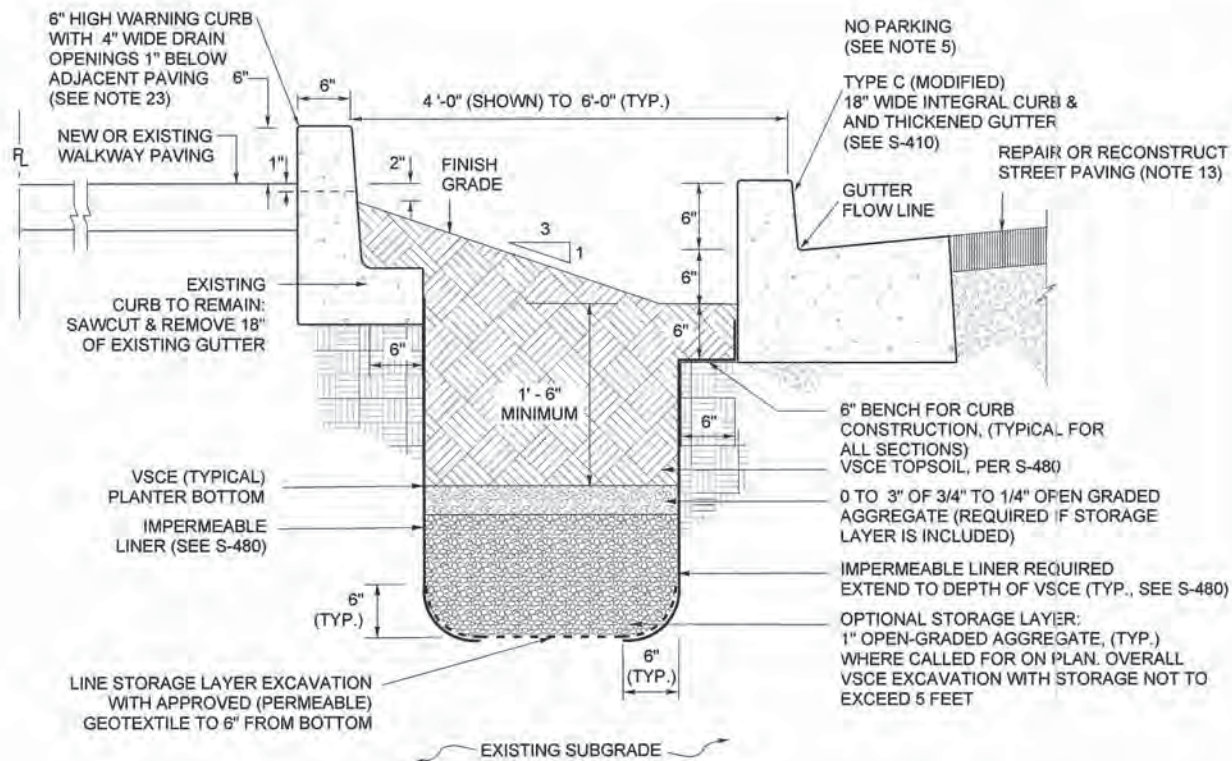 6" HIGH WARNING CURB
WITH 4" WIDE DRAIN
OPENINGS 1" BELOW
ADJACENT PAVING
(SEE NOTE 23)
6"
6"
NEW OR EXISTING
WALKWAY PAVING
PL
1"
2"
4'-0" (SHOWN) TO 6'-0" (TYP.)
FINISH
GRADE
3
1
NO PARKING
(SEE NOTE 5)
TYPE C (MODIFIED)
18" WIDE INTEGRAL CURB &
AND THICKENED GUTTER
(SEE S-410)
REPAIR OR RECONSTRUCT
STREET PAVING (NOTE 13)
GUTTER
FLOW LINE
6"
6"
6"
EXISTING
CURB TO REMAIN:
SAWCUT & REMOVE 18"
OF EXISTING GUTTER
6"
1' - 6"
MINIMUM
6"
6" BENCH FOR CURB
CONSTRUCTION, (TYPICAL FOR
ALL SECTIONS)
VSCE TOPSOIL, PER S-480
VSCE (TYPICAL)
PLANTER BOTTOM
0 TO 3" OF 3/4" TO 1/4" OPEN GRADED
AGGREGATE (REQUIRED IF STORAGE
LAYER IS INCLUDED)
IMPERMEABLE
LINER (SEE S-480)
IMPERMEABLE LINER REQUIRED
EXTEND TO DEPTH OF VSCE (TYP., SEE S-480)
6"
(TYP.)
6"
(TYP.)
OPTIONAL STORAGE LAYER:
1" OPEN-GRADED AGGREGATE, (TYP.)
WHERE CALLED FOR ON PLAN. OVERALL
VSCE EXCAVATION WITH STORAGE NOT TO
EXCEED 5 FEET
LINE STORAGE LAYER EXCAVATION
WITH APPROVED (PERMEABLE)
GEOTEXTILE TO 6" FROM BOTTOM
EXISTING SUBGRADE